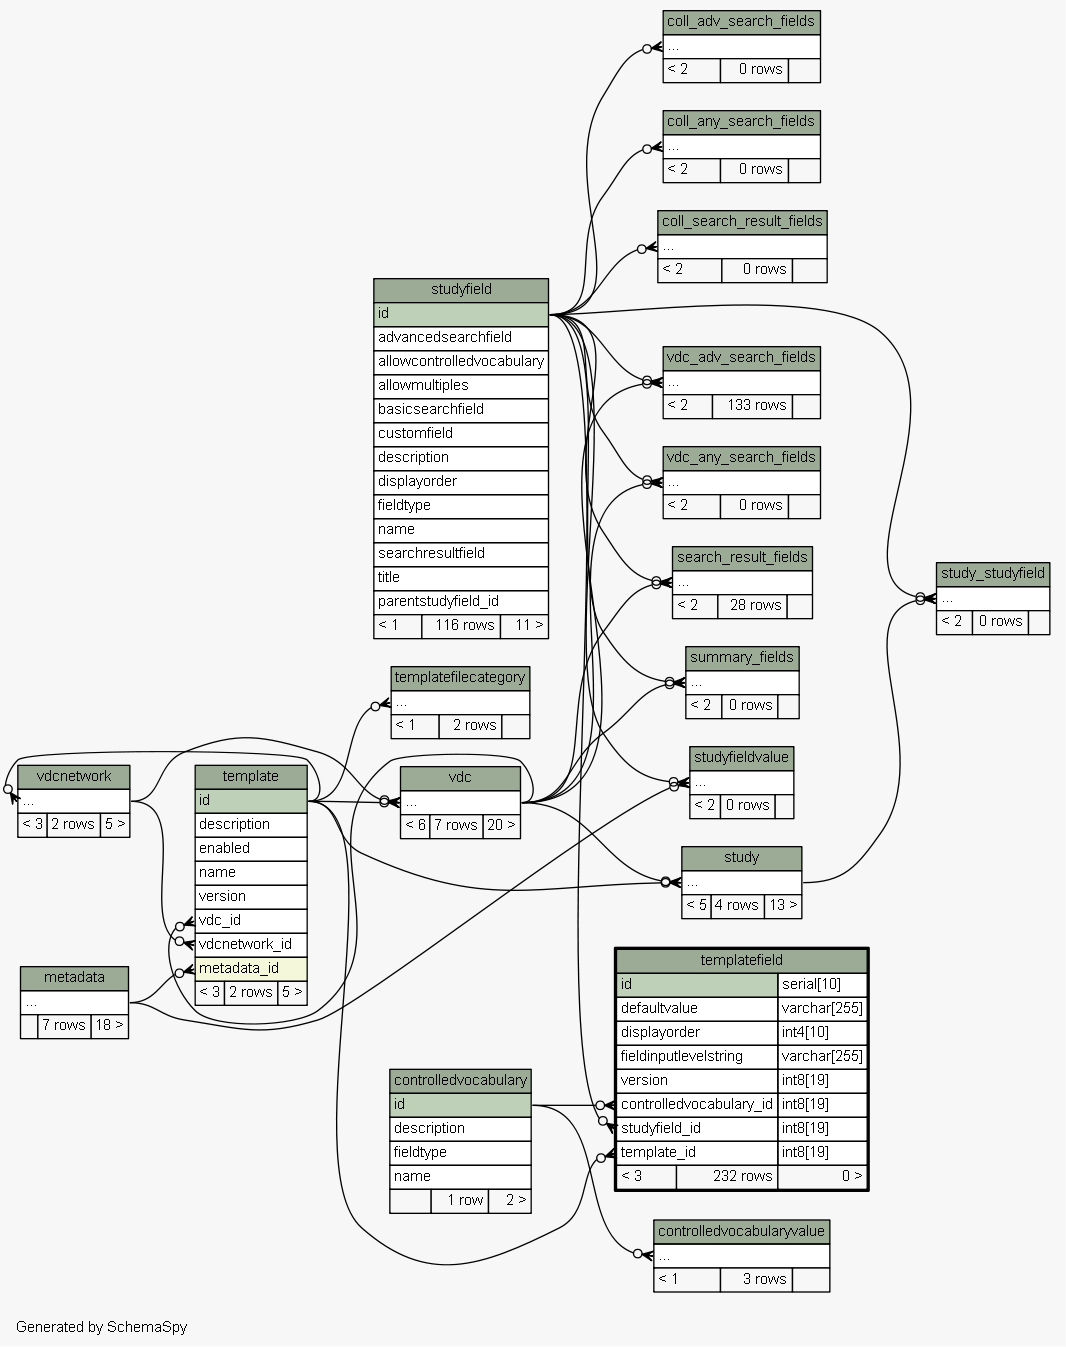 coll_adv_search_fields
...
< 2 0 rows
coll_any_search_fields
...
< 2 0 rows
coll_search_result_fields
...
< 2 0 rows
studyfield
id
advancedsearchfield
allowcontrolledvocabulary
allowmultiples
basicsearchfield
customfield
description
displayorder
fieldtype
name
searchresultfield
title
parentstudyfield_id
< 1 116 rows 11 >
vdc_adv_search_fields
...
< 2 133 rows
vdc_any_search_fields
...
< 2 0 rows
search_result_fields
...
< 2 28 rows
study_studyfield
...
< 2 0 rows
summary_fields
...
< 2 0 rows
templatefilecategory
...
< 1 2 rows
studyfieldvalue
...
< 2 0 rows
vdcnetwork
...
< 3 2 rows 5 >
template
id
description
enabled
name
version
vdc_id
vdcnetwork_id
metadata_id
< 3 2 rows 5 >
vdc
...
< 6 7 rows 20 >
study
...
< 5 4 rows 13 >
metadata
...
7 rows 18 >
templatefield
id serial[10]
defaultvalue varchar[255]
displayorder int4[10]
fieldinputlevelstring varchar[255]
version int8[19]
controlledvocabulary_id int8[19]
studyfield_id int8[19]
template_id int8[19]
< 3 232 rows 0 >
controlledvocabulary
id
description
fieldtype
name
1 row 2 >
controlledvocabularyvalue
...
< 1 3 rows
Generated by SchemaSpy